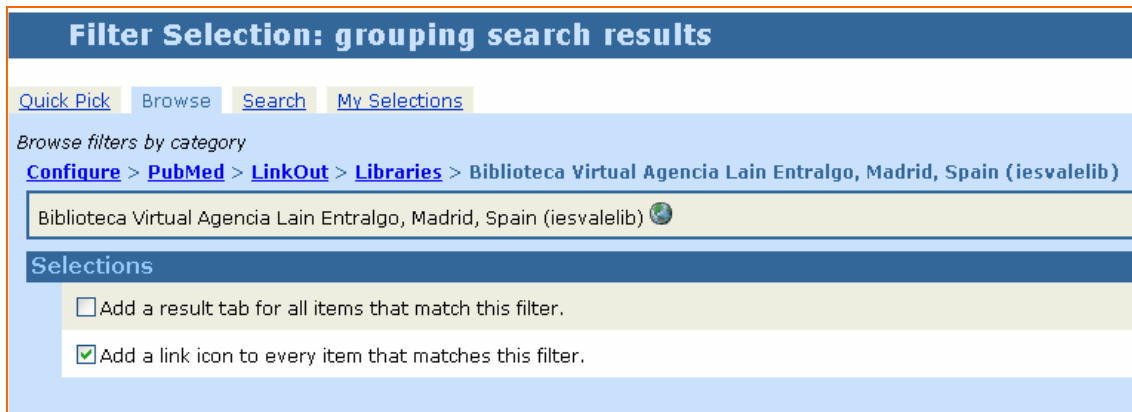 Filter Selection: grouping search results
Quick Pick Browse Search My Selections
Browse filters by category
Configure > PubMed > LinkOut > Libraries > Biblioteca Virtual Agencia Lain Entralgo, Madrid, Spain (iesvalelib)
Biblioteca Virtual Agencia Lain Entralgo, Madrid, Spain (iesvalelib)
Selections
Add a result tab for all items that match this filter.
Add a link icon to every item that matches this filter.